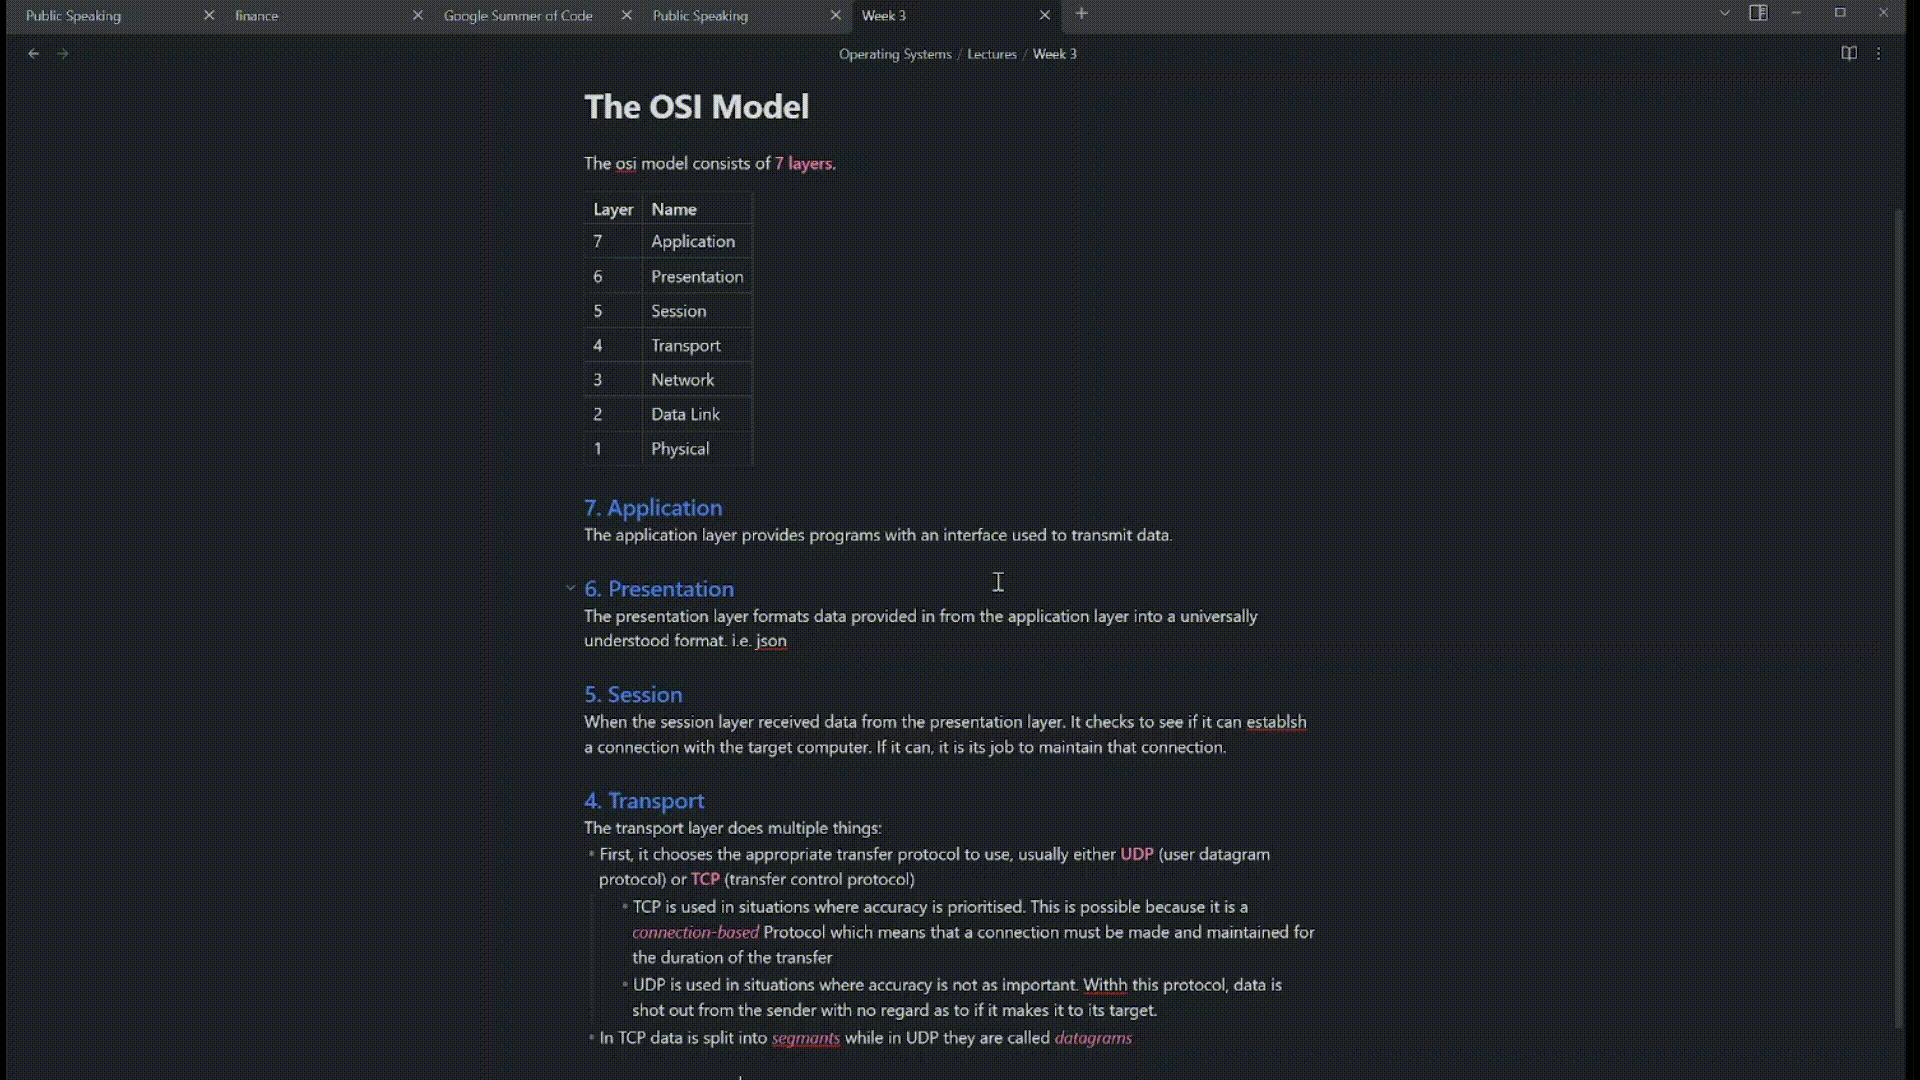 Public Speaking
finance
Google Summer of Code
Public Speaking
Week 3
Operating Systems / Lectures / Week 3
The OSI Model
The osi model consists of 7 layers.
Layer Name
7 Application
6 Presentation
5 Session
4 Transport
3 Network
2 Data Link
1 Physical
7. Application
The application layer provides programs with an interface used to transmit data.
6. Presentation
The presentation layer formats data provided in from the application layer into a universally
understood format. i.e. json
5. Session
When the session layer received data from the presentation layer. It checks to see if it can establsh
a connection with the target computer. If it can, it is its job to maintain that connection.
4. Transport
The transport layer does multiple things:
• First, it chooses the appropriate transfer protocol to use, usually either UDP (user datagram
protocol) or TCP (transfer control protocol)
• TCP is used in situations where accuracy is prioritised. This is possible because it is a
connection-based Protocol which means that a connection must be made and maintained for
the duration of the transfer
• UDP is used in situations where accuracy is not as important. Withh this protocol, data is
shot out from the sender with no regard as to if it makes it to its target.
• In TCP data is split into segmants while in UDP they are called datagrams